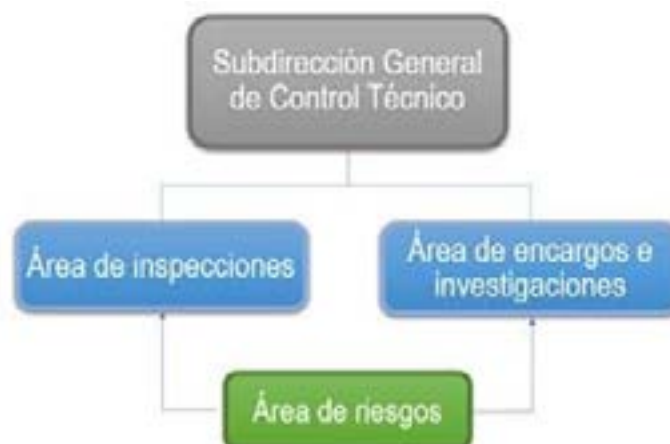 Subdirección General
de Control Técnico
Área de inspecciones
Área de encargos e
investigaciones
Área de riesgos